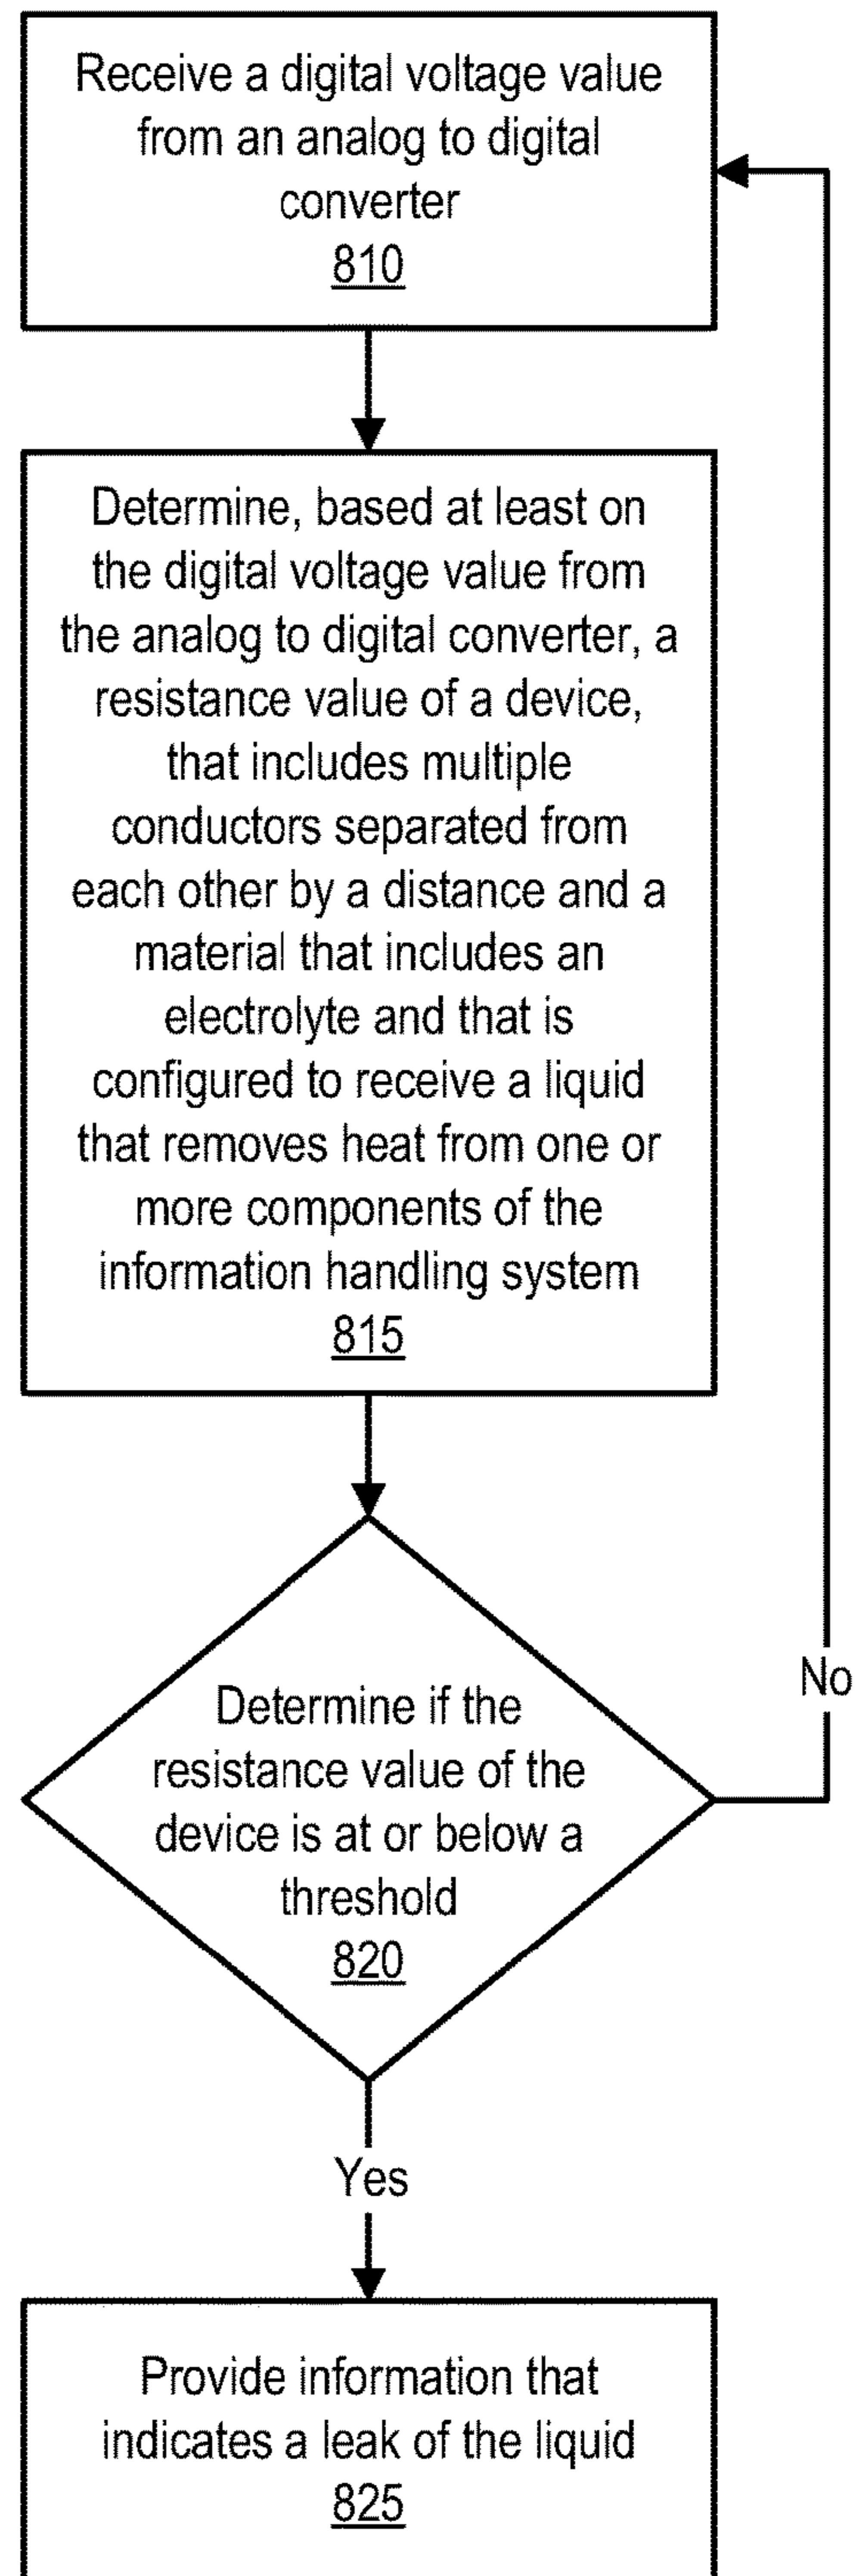 Receive a digital voltage value
from an analog to digital
converter
810
Determine, based at least on
the digital voltage value from
the analog to digital converter, a
resistance value of a device,
that includes multiple
conductors separated from
each other by a distance and a
material that includes an
electrolyte and that is
configured to receive a liquid
that removes heat from one or
more components of the
information handling system
815
No
Determine if the
resistance value of the
device is at or below a
threshold
820
Yes
Provide information that
indicates a leak of the liquid
825